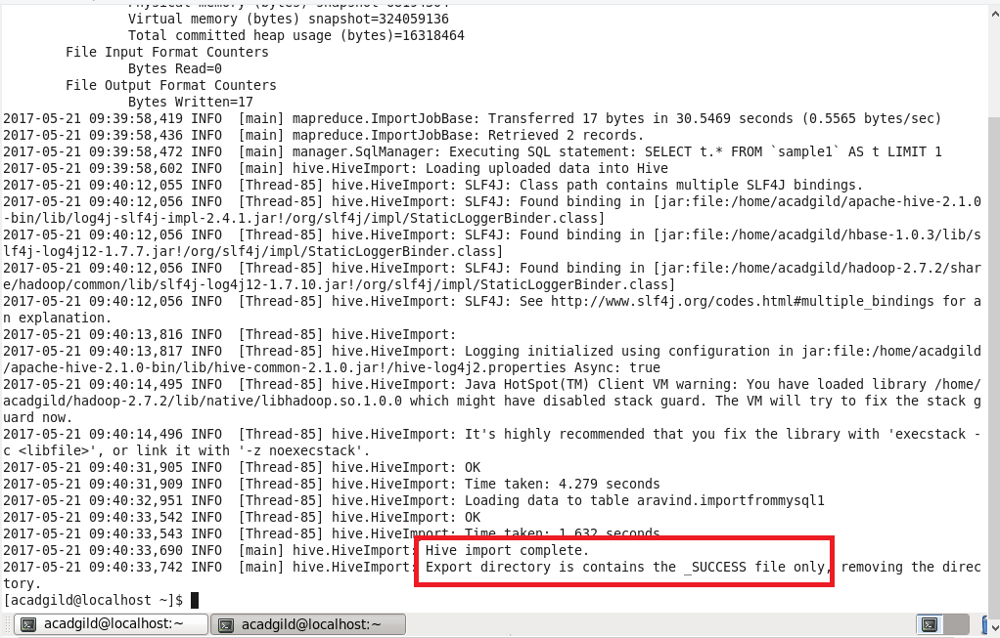 Virtual memory (bytes) snapshot=324059136
Total committed heap usage (bytes)=16318464
File Input Format Counters
Bytes Read=0
File Output Format Counters
Bytes Written=17
2017-05-21 09:39:58,419 INFO  [main] mapreduce.ImportJobBase: Transferred 17 bytes in 30.5469 seconds (0.5565 bytes/sec)
2017-05-21 09:39:58,436 INFO  [main] mapreduce.ImportJobBase: Retrieved 2 records.
2017-05-21 09:39:58,472 INFO  [main] manager.SqlManager: Executing SQL statement: SELECT t.* FROM `sample1` AS t LIMIT 1
2017-05-21 09:39:58,602 INFO  [main] hive.HiveImport: Loading uploaded data into Hive
2017-05-21 09:40:12,055 INFO  [Thread-85] hive.HiveImport: SLF4J: Class path contains multiple SLF4J bindings.
2017-05-21 09:40:12,056 INFO  [Thread-85] hive.HiveImport: SLF4J: Found binding in [jar:file:/home/acadgild/apache-hive-2.1.0
-bin/lib/log4j-slf4j-impl-2.4.1.jar!/org/slf4j/impl/StaticLoggerBinder.class]
2017-05-21 09:40:12,056 INFO  [Thread-85] hive.HiveImport: SLF4J: Found binding in [jar:file:/home/acadgild/hbase-1.0.3/lib/s
lf4j-log4j12-1.7.7.jar!/org/slf4j/impl/StaticLoggerBinder.class]
2017-05-21 09:40:12,056 INFO  [Thread-85] hive.HiveImport: SLF4J: Found binding in [jar:file:/home/acadgild/hadoop-2.7.2/shar
e/hadoop/common/lib/slf4j-log4j12-1.7.10.jar!/org/slf4j/impl/StaticLoggerBinder.class]
2017-05-21 09:40:12,056 INFO  [Thread-85] hive.HiveImport: SLF4J: See http://www.slf4j.org/codes.html#multiple_bindings for a
n explanation.
2017-05-21 09:40:13,816 INFO  [Thread-85] hive.HiveImport:
2017-05-21 09:40:13,817 INFO  [Thread-85] hive.HiveImport: Logging initialized using configuration in jar:file:/home/acadgild
/apache-hive-2.1.0-bin/lib/hive-common-2.1.0.jar!/hive-log4j2.properties Async: true
2017-05-21 09:40:14,495 INFO  [Thread-85] hive.HiveImport: Java HotSpot(TM) Client VM warning: You have loaded library /home/
acadgild/hadoop-2.7.2/lib/native/libhadoop.so.1.0.0 which might have disabled stack guard. The VM will try to fix the stack g
uard now.
2017-05-21 09:40:14,496 INFO  [Thread-85] hive.HiveImport: It's highly recommended that you fix the library with 'execstack -
c <libfile>', or link it with '-z noexecstack'.
2017-05-21 09:40:31,905 INFO  [Thread-85] hive.HiveImport: OK
2017-05-21 09:40:31,909 INFO  [Thread-85] hive.HiveImport: Time taken: 4.279 seconds
2017-05-21 09:40:32,951 INFO  [Thread-85] hive.HiveImport: Loading data to table aravind.importfrommysql1
2017-05-21 09:40:33,542 INFO  [Thread-85] hive.HiveImport: OK
2017-05-21 09:40:33,543 INFO  [Thread-85] hive.HiveImport: Time taken: 1.632 seconds
2017-05-21 09:40:33,690 INFO  [main] hive.HiveImport: Hive import complete.
2017-05-21 09:40:33,742 INFO  [main] hive.HiveImport: Export directory is contains the _SUCCESS file only, removing the direc
tory.
[acadgild@localhost ~]$
acadgild@localhost:~ acadgild@localhost:~